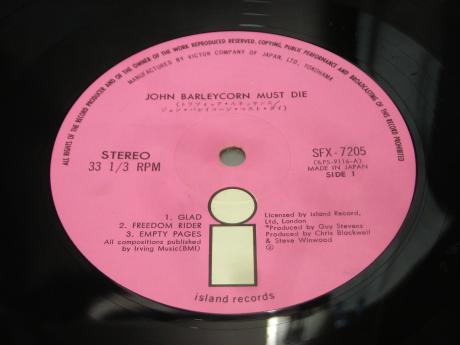 ALL RIGHTS OF THE RECORD PRODUCER AND OR THE OWNER OF THE WORK REPRODUCED RESERVED. COPYING, PUBLIC PERFORMANCE AND BROADCASTING OF THIS RECORD PROHIBITED
MANUFACTURED BY VICTOR COMPANY OF JAPAN, LTD., YOKOHAMA
JOHN BARLEYCORN MUST DIE
STEREO
33 1/3 RPM
SFX-7205
(6PS-9116-A)
MADE IN JAPAN
SIDE 1
1. GLAD
2. FREEDOM RIDER
3. EMPTY PAGES
All compositions published
by Irving Music(BMI)
Licensed by Island Record,
Ltd, London
*Produced by Guy Stevens
Produced by Chris Blackwell
& Steve Winwood
i
island records